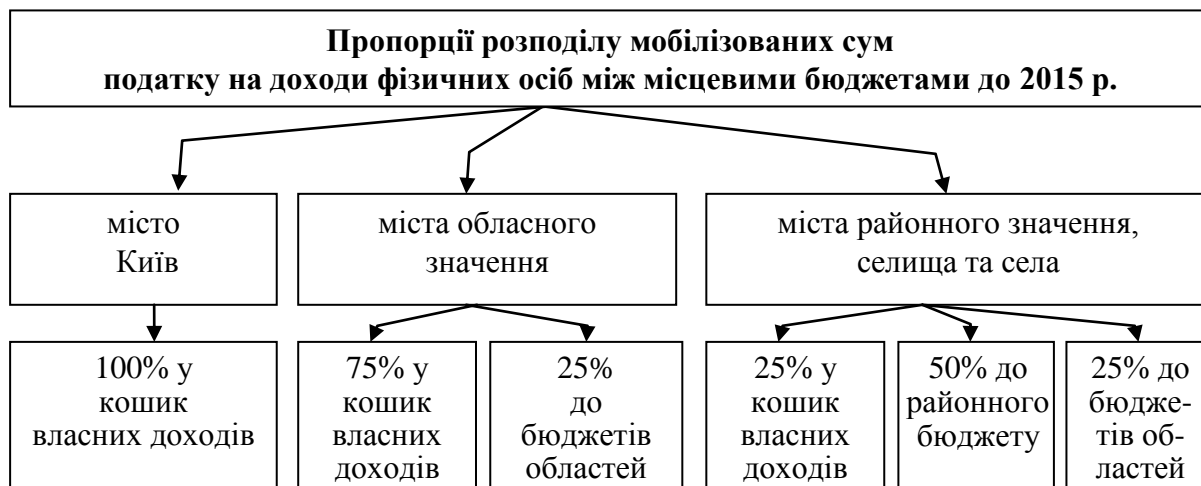 Пропорції розподілу мобілізованих сум
податку на доходи фізичних осіб між місцевими бюджетами до 2015 р.
місто
Київ
міста обласного
значення
міста районного значення,
селища та села
100% у
кошик
власних доходів
75% у
кошик
власних
доходів
25%
до
бюджетів
областей
25% у
кошик
власних
доходів
50% до
районного
бюджету
25% до
бюдже-
тів об-
ластей